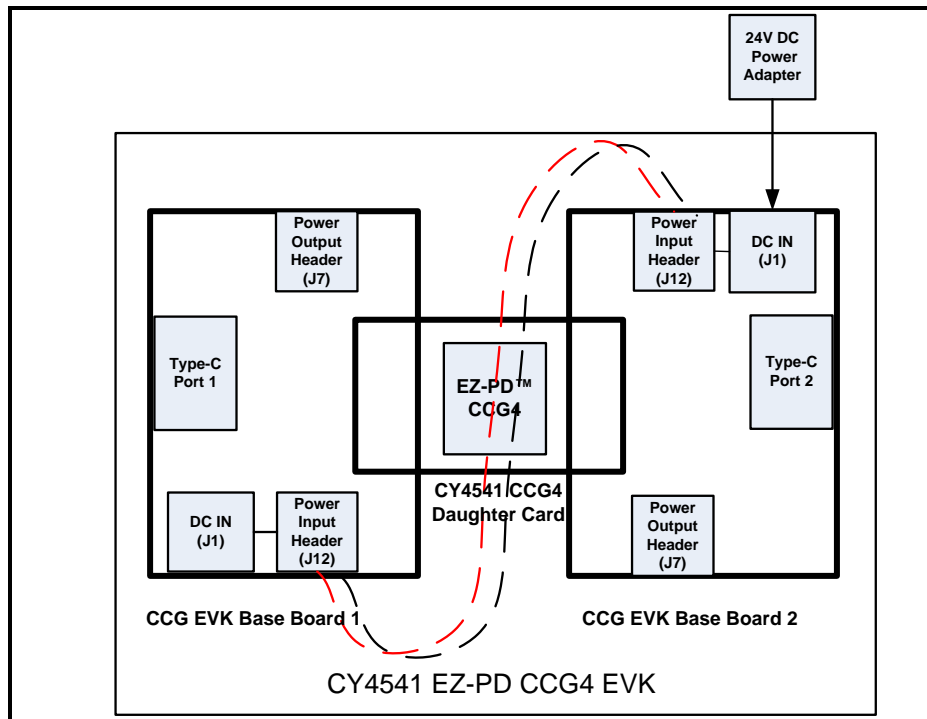 24V DC
Power
Adapter
Power
Output
Header
(J7)
Power
Input
Header
(J12)
DC IN
(J1)
Type-C
Port 1
EZ-PD™
CCG4
Type-C
Port 2
CY4541 CCG4
Daughter Card
DC IN
(J1)
Power
Input
Header
(J12)
Power
Output
Header
(J7)
CCG EVK Base Board 1
CCG EVK Base Board 2
CY4541 EZ-PD CCG4 EVK